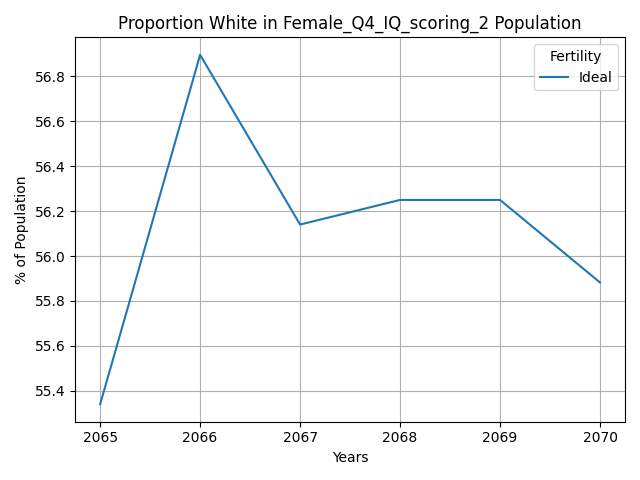 Proportion White in Female_Q4_IQ_scoring_2 Population
Fertility
Ideal
% of Population
56.8
56.6
56.4
56.2
56.0
55.8
55.6
55.4
2065 2066 2067 2068 2069 2070
Years